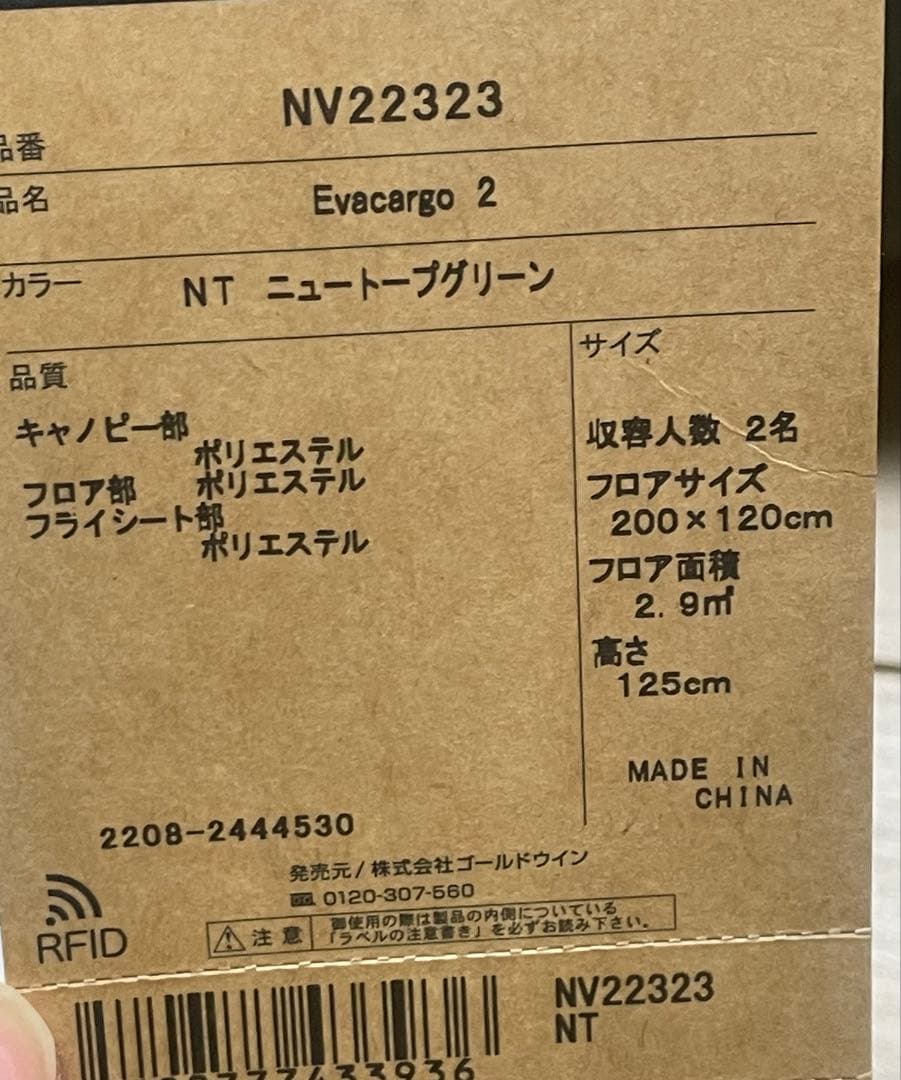 NV22323
品番
品名 Evacargo 2
カラー NT ニュートープグリーン
品質
キャノピー部
ポリエステル
フロア部 ポリエステル
フライシート部
ポリエステル
サイズ
収容人数 2名
フロアサイズ
200×120cm
フロア面積
2.9㎡
高さ
125cm
MADE IN
CHINA
2208-2444530
発売元/株式会社ゴールドウイン
0120-307-560
RFID
注意 御使用の際は製品の内側についている
「ラベルの注意書き」を必ずお読み下さい。
NV22323
NT